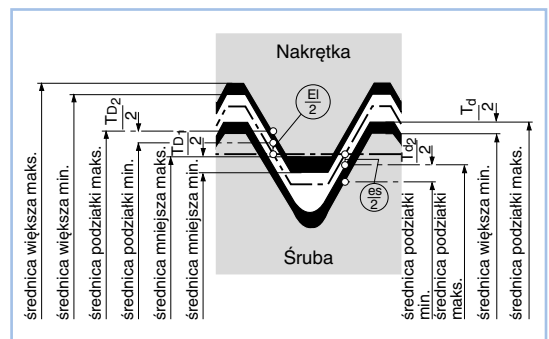 Nakrętka
EI
2
TD2
2
TD1
2
Td
2
Td2
2
es
2
Śruba
średnica większa maks.
średnica większa min.
średnica podziałki maks.
średnica podziałki min.
średnica mniejsza maks.
średnica mniejsza min.
średnica podziałki
min.
średnica podziałki
maks.
średnica większa min.
średnica podziałki maks.